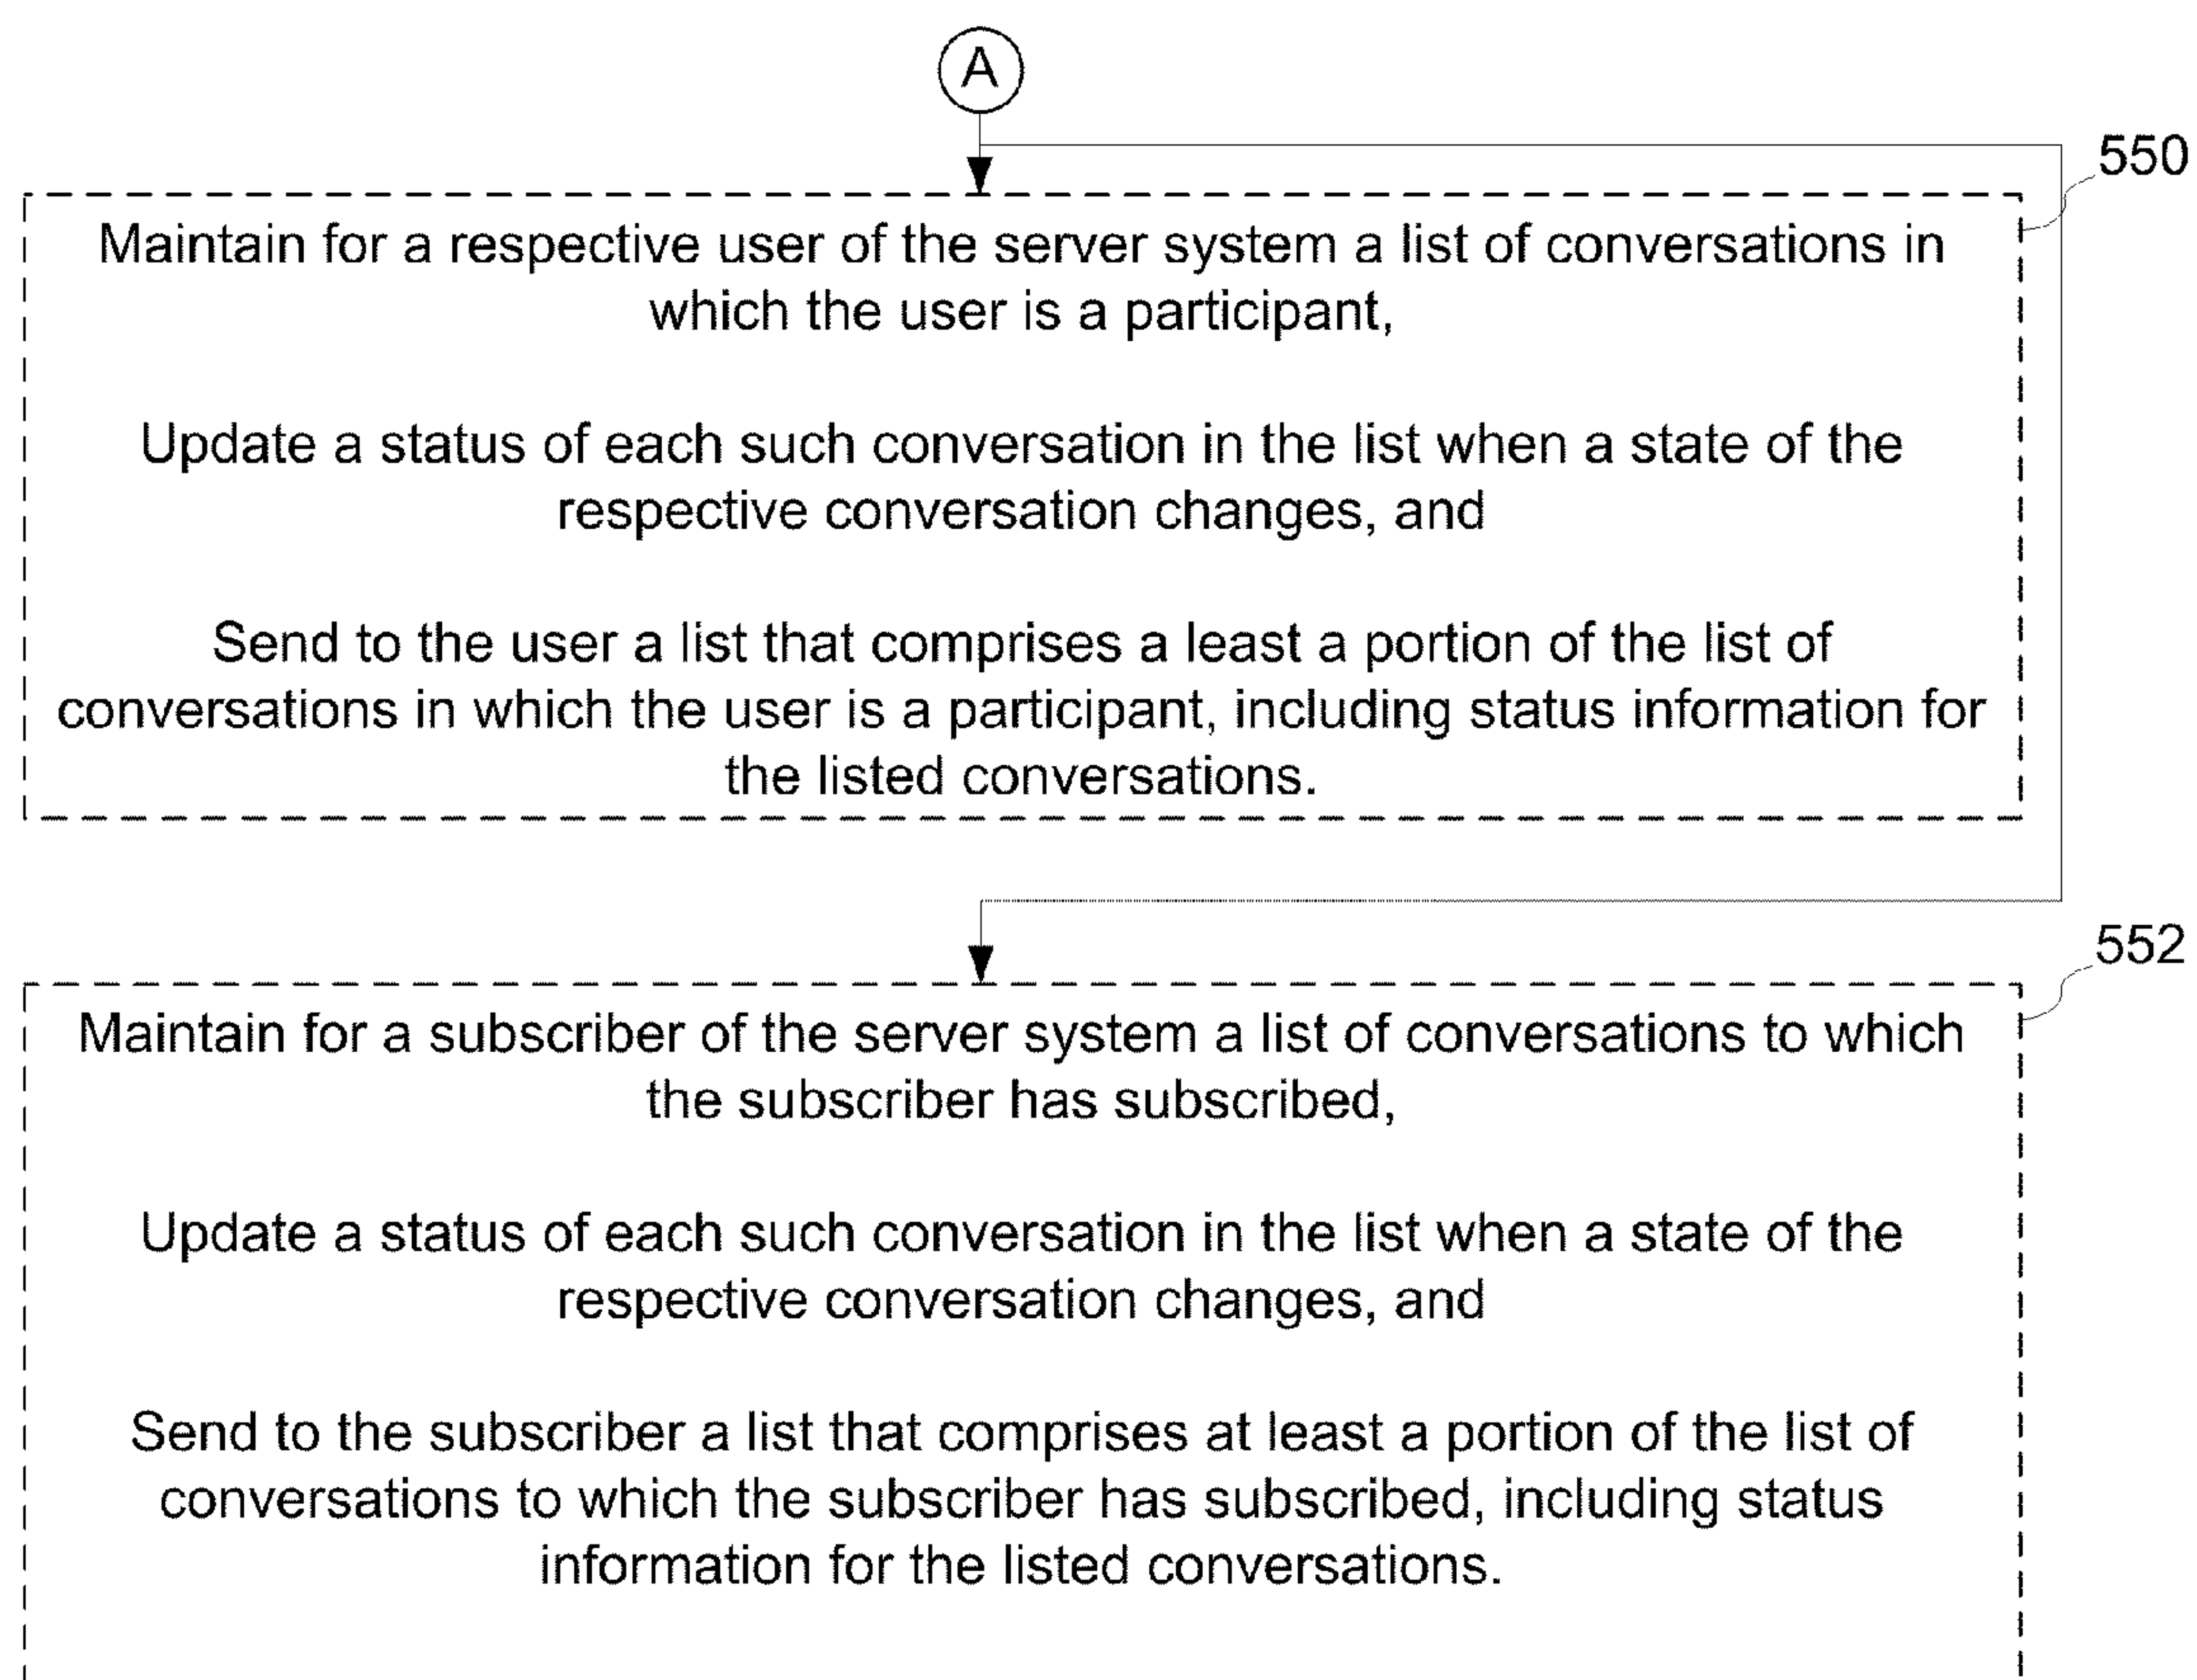 A
550
Maintain for a respective user of the server system a list of conversations in
which the user is a participant,
Update a status of each such conversation in the list when a state of the
respective conversation changes, and
Send to the user a list that comprises a least a portion of the list of
conversations in which the user is a participant, including status information for
the listed conversations.
552
Maintain for a subscriber of the server system a list of conversations to which
the subscriber has subscribed,
Update a status of each such conversation in the list when a state of the
respective conversation changes, and
Send to the subscriber a list that comprises at least a portion of the list of
conversations to which the subscriber has subscribed, including status
information for the listed conversations.